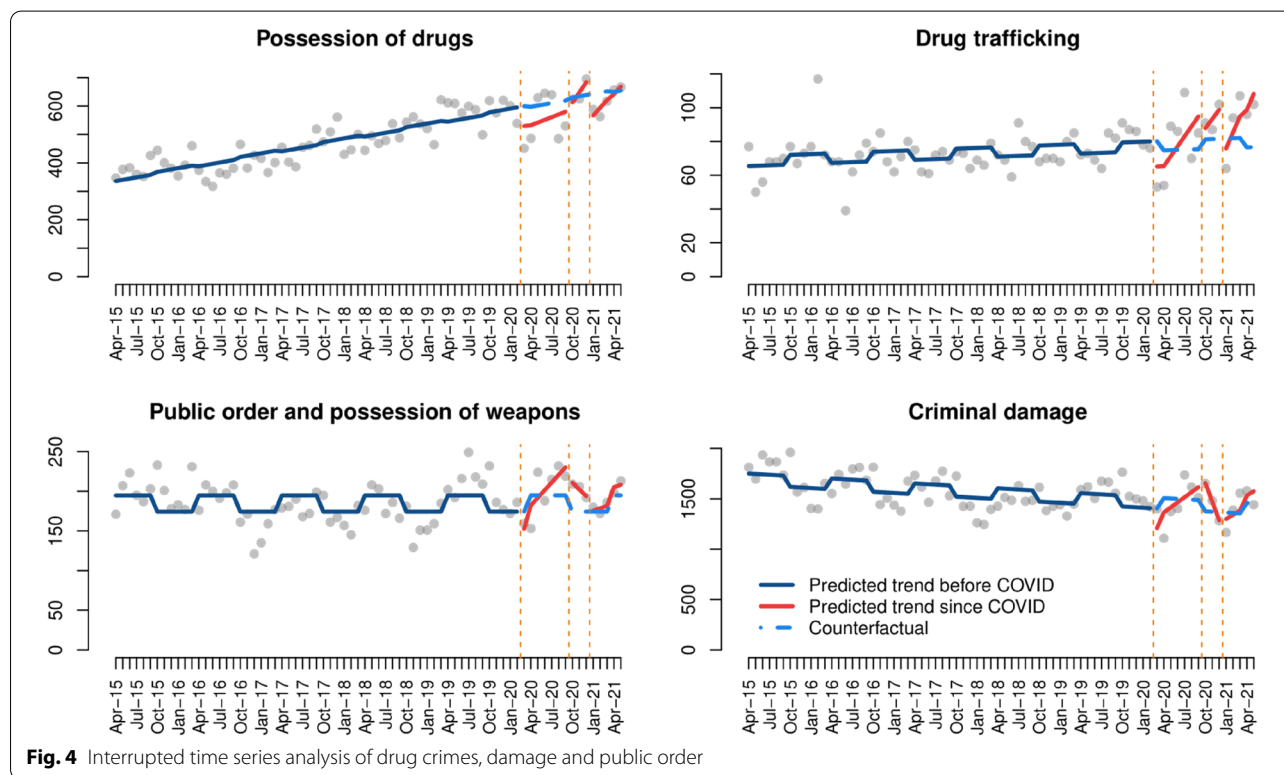 Possession of drugs
0 200 400 600
Apr−15 Jul−15 Oct−15 Jan−16 Apr−16 Jul−16 Oct−16 Jan−17 Apr−17 Jul−17 Oct−17 Jan−18 Apr−18 Jul−18 Oct−18 Jan−19 Apr−19 Jul−19 Oct−19 Jan−20 Apr−20 Jul−20 Oct−20 Jan−21 Apr−21
Drug trafficking
0 20 60 100
Apr−15 Jul−15 Oct−15 Jan−16 Apr−16 Jul−16 Oct−16 Jan−17 Apr−17 Jul−17 Oct−17 Jan−18 Apr−18 Jul−18 Oct−18 Jan−19 Apr−19 Jul−19 Oct−19 Jan−20 Apr−20 Jul−20 Oct−20 Jan−21 Apr−21
Public order and possession of weapons
0 50 150 250
Apr−15 Jul−15 Oct−15 Jan−16 Apr−16 Jul−16 Oct−16 Jan−17 Apr−17 Jul−17 Oct−17 Jan−18 Apr−18 Jul−18 Oct−18 Jan−19 Apr−19 Jul−19 Oct−19 Jan−20 Apr−20 Jul−20 Oct−20 Jan−21 Apr−21
Criminal damage
0 500 1500
Predicted trend before COVID
Predicted trend since COVID
Counterfactual
Apr−15 Jul−15 Oct−15 Jan−16 Apr−16 Jul−16 Oct−16 Jan−17 Apr−17 Jul−17 Oct−17 Jan−18 Apr−18 Jul−18 Oct−18 Jan−19 Apr−19 Jul−19 Oct−19 Jan−20 Apr−20 Jul−20 Oct−20 Jan−21 Apr−21
Fig. 4 Interrupted time series analysis of drug crimes, damage and public order